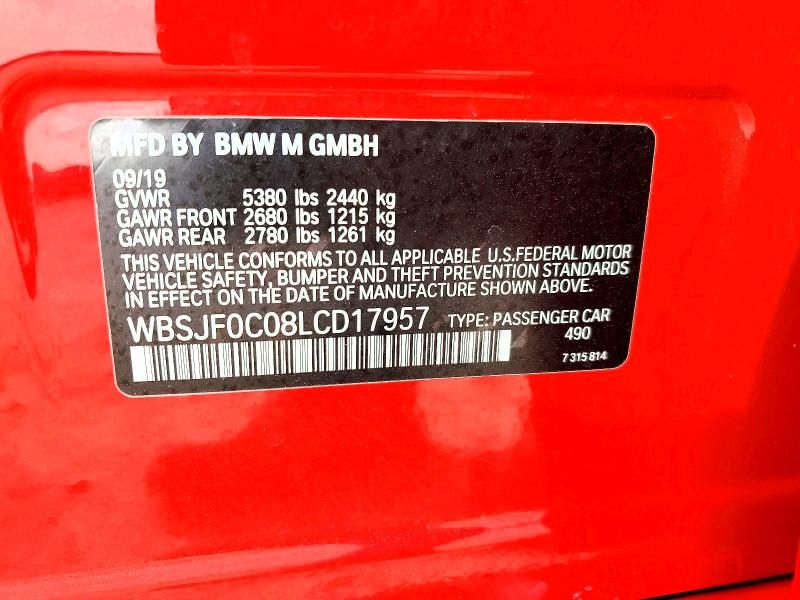 MFD BY BMW M GMBH
09/19
GVWR 5380 lbs 2440 kg
GAWR FRONT 2680 lbs 1215 kg
GAWR REAR 2780 lbs 1261 kg
THIS VEHICLE CONFORMS TO ALL APPLICABLE U.S.FEDERAL MOTOR
VEHICLE SAFETY, BUMPER AND THEFT PREVENTION STANDARDS
IN EFFECT ON THE DATE OF MANUFACTURE SHOWN ABOVE.
WBSJF0C08LCD17957 TYPE: PASSENGER CAR
490
7 315 814